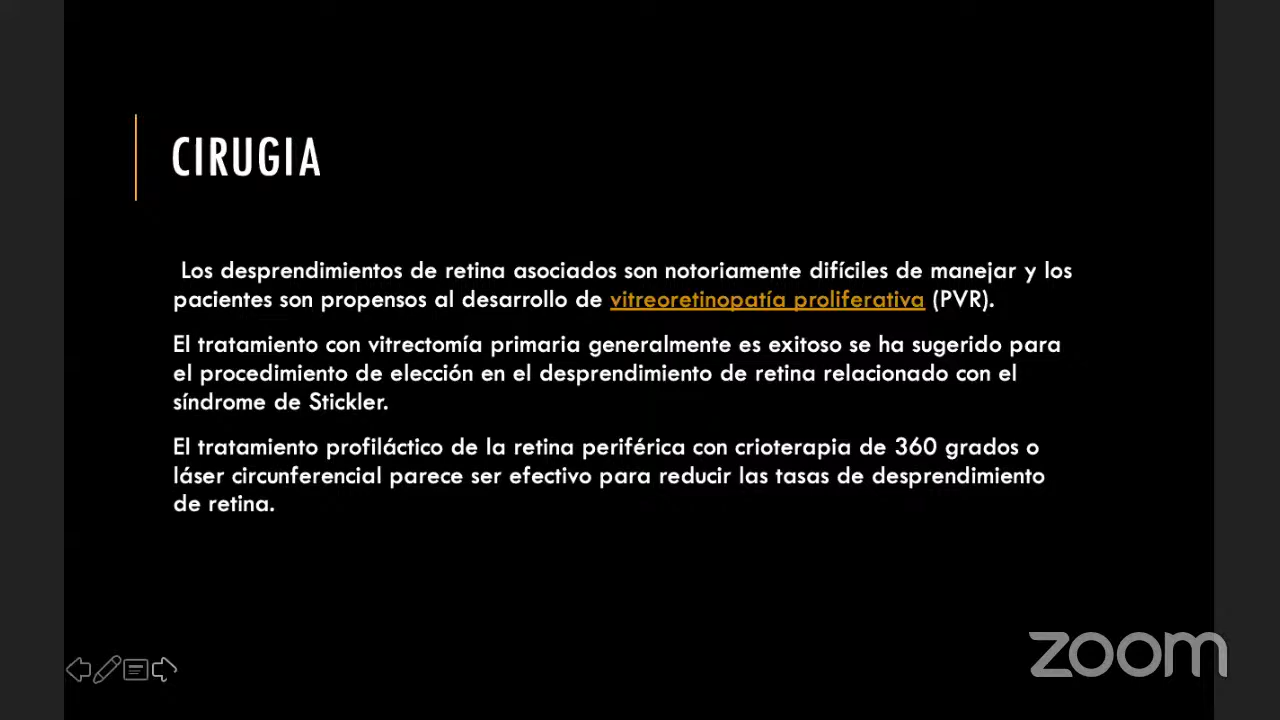 CIRUGIA
Los desprendimientos de retina asociados son notoriamente difíciles de manejar y los
pacientes son propensos al desarrollo de vitreoretinopatía proliferativa (PVR).
El tratamiento con vitrectomía primaria generalmente es exitoso se ha sugerido para
el procedimiento de elección en el desprendimiento de retina relacionado con el
síndrome de Stickler.
El tratamiento profiláctico de la retina periférica con crioterapia de 360 grados o
láser circunferencial parece ser efectivo para reducir las tasas de desprendimiento
de retina.
zoom